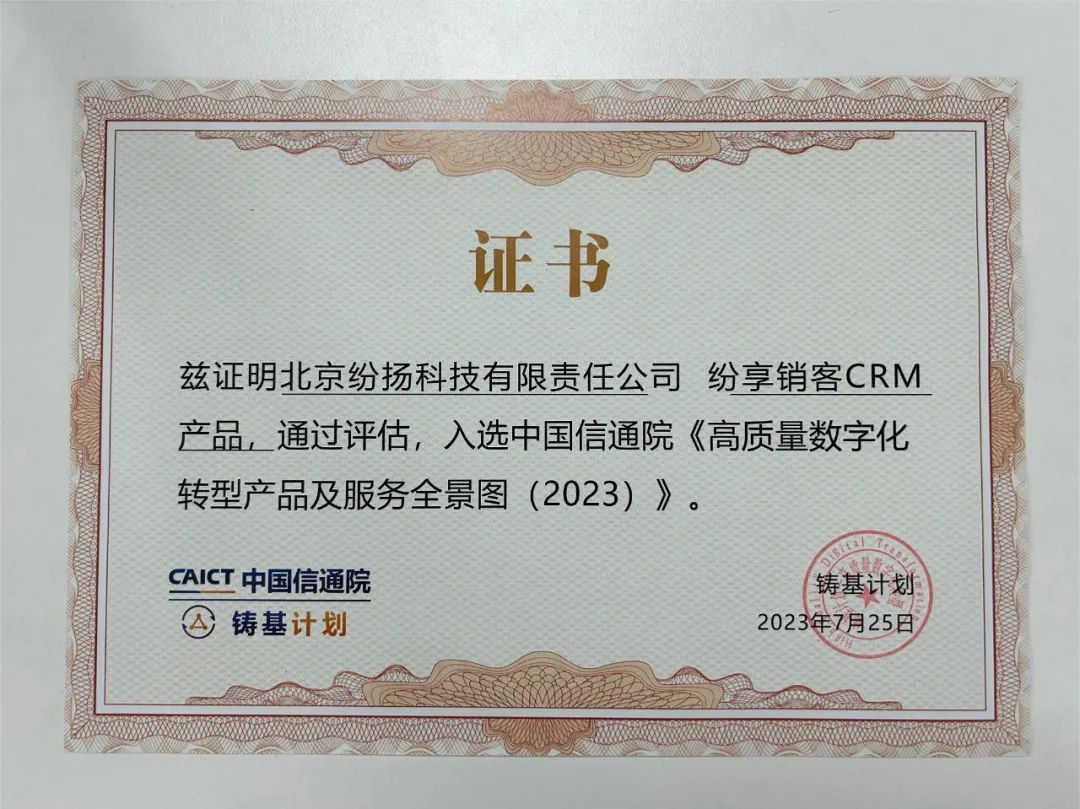 证书
兹证明北京纷扬科技有限责任公司 纷享销客CRM
产品，通过评估，入选中国信通院《高质量数字化
转型产品及服务全景图（2023）》。
CAICT 中国信通院
铸基计划
铸基计划
2023年7月25日
Digital Transformation